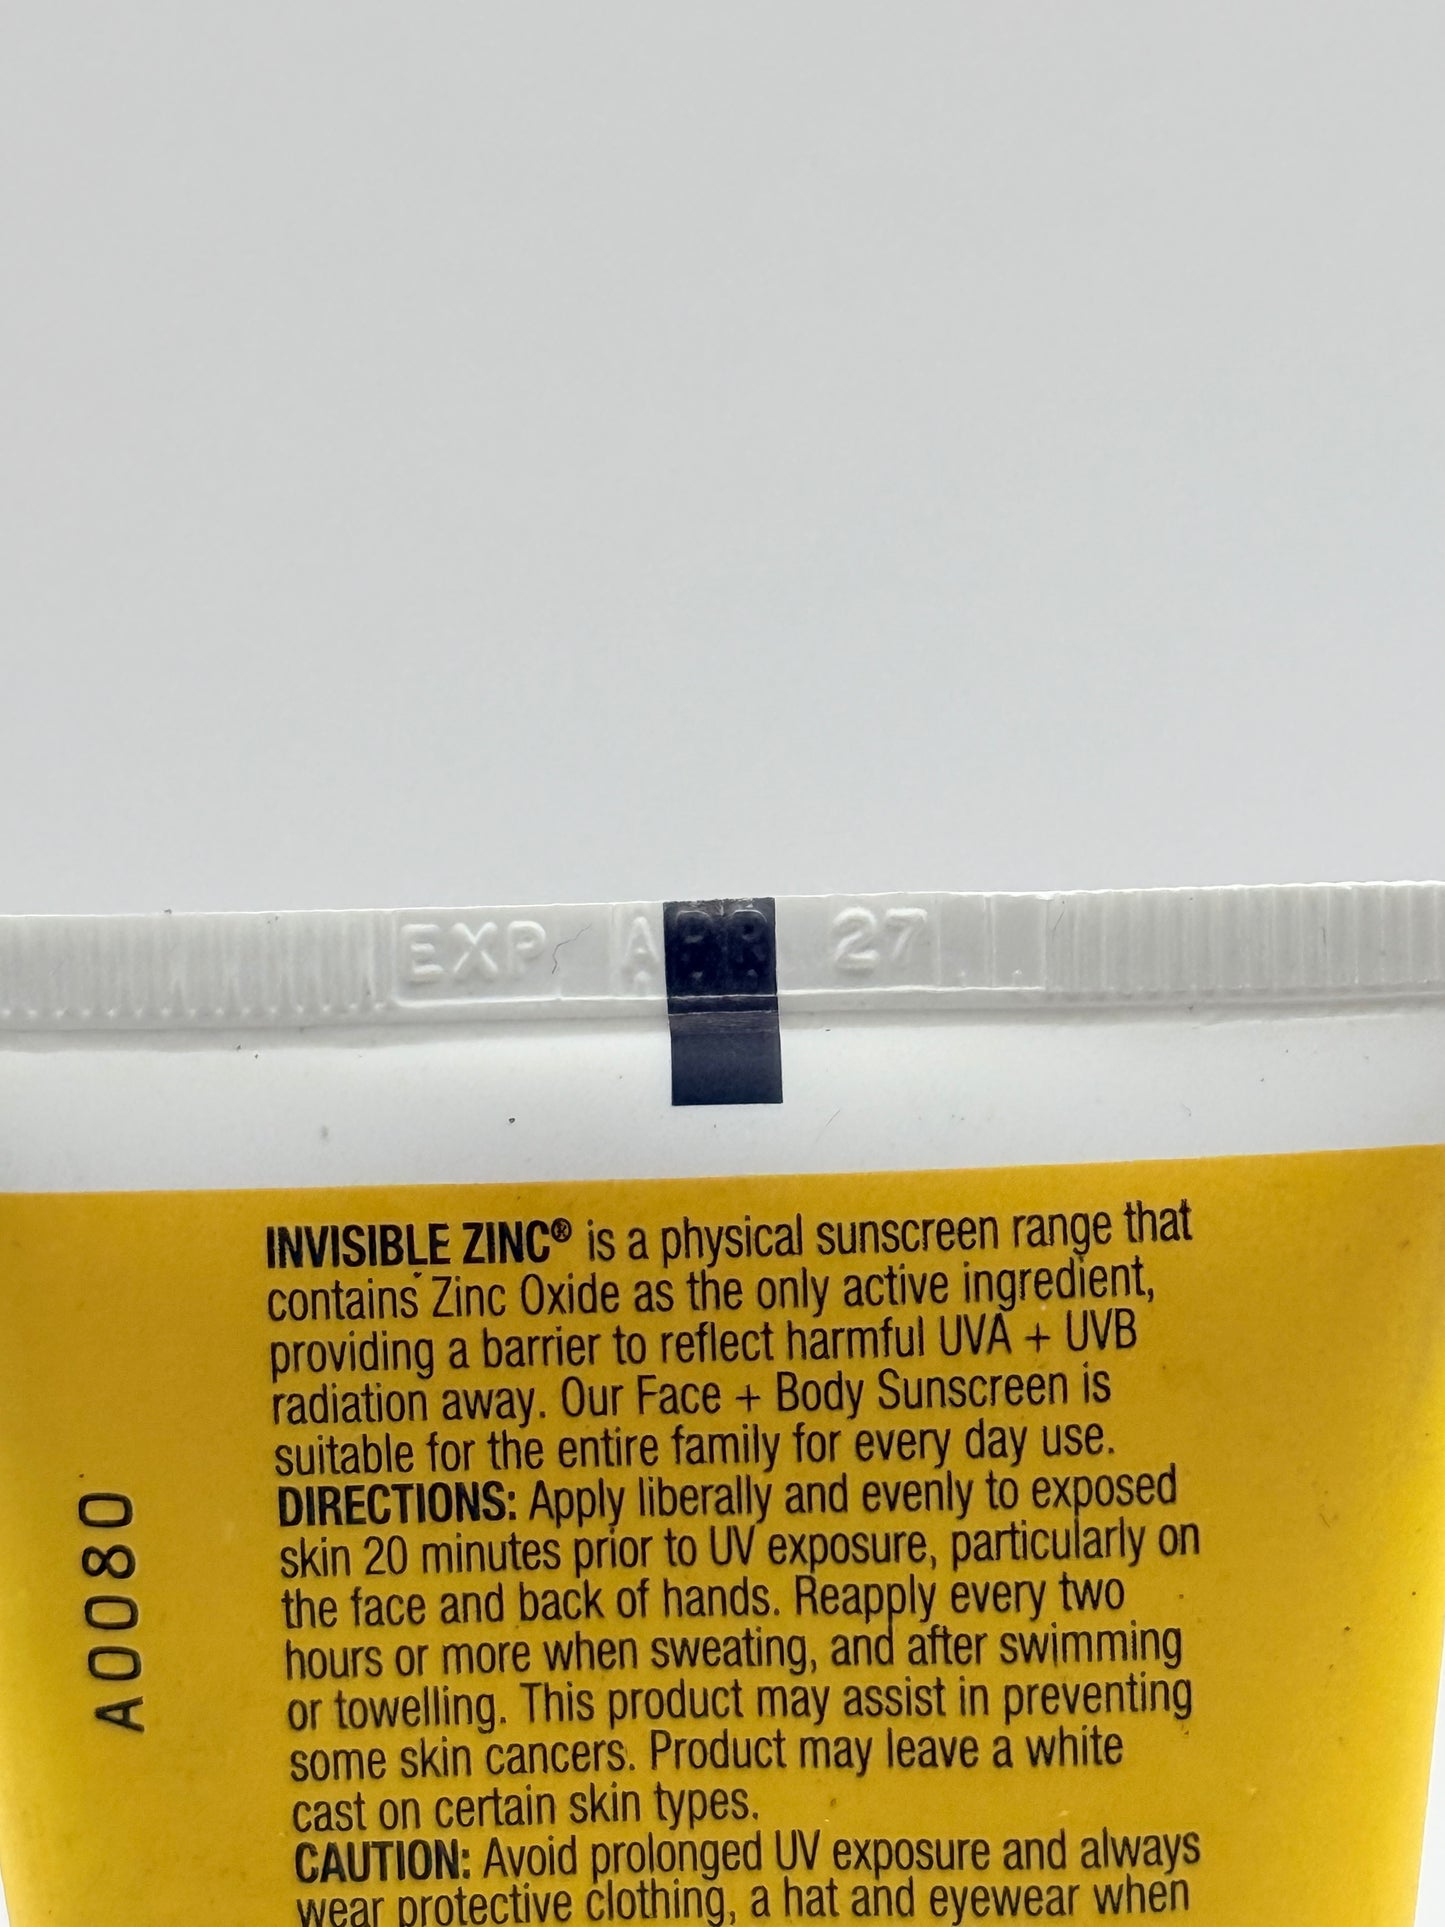 EXP APR 27
INVISIBLE ZINC® is a physical sunscreen range that
contains Zinc Oxide as the only active ingredient,
providing a barrier to reflect harmful UVA + UVB
radiation away. Our Face + Body Sunscreen is
suitable for the entire family for every day use.
DIRECTIONS: Apply liberally and evenly to exposed
skin 20 minutes prior to UV exposure, particularly on
the face and back of hands. Reapply every two
hours or more when sweating, and after swimming
or towelling. This product may assist in preventing
some skin cancers. Product may leave a white
cast on certain skin types.
CAUTION: Avoid prolonged UV exposure and always
wear protective clothing, a hat and eyewear when
A0080